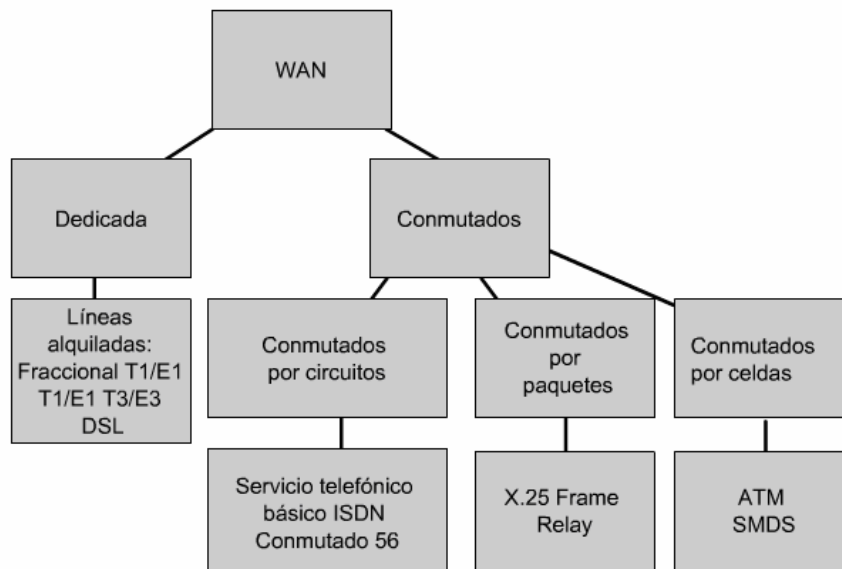 WAN
Dedicada
Conmutados
Líneas
alquiladas:
Fraccional T1/E1
T1/E1 T3/E3
DSL
Conmutados
por circuitos
Conmutados
por
paquetes
Conmutados
por celdas
Servicio telefónico
básico ISDN
Conmutado 56
X.25 Frame
Relay
ATM
SMDS